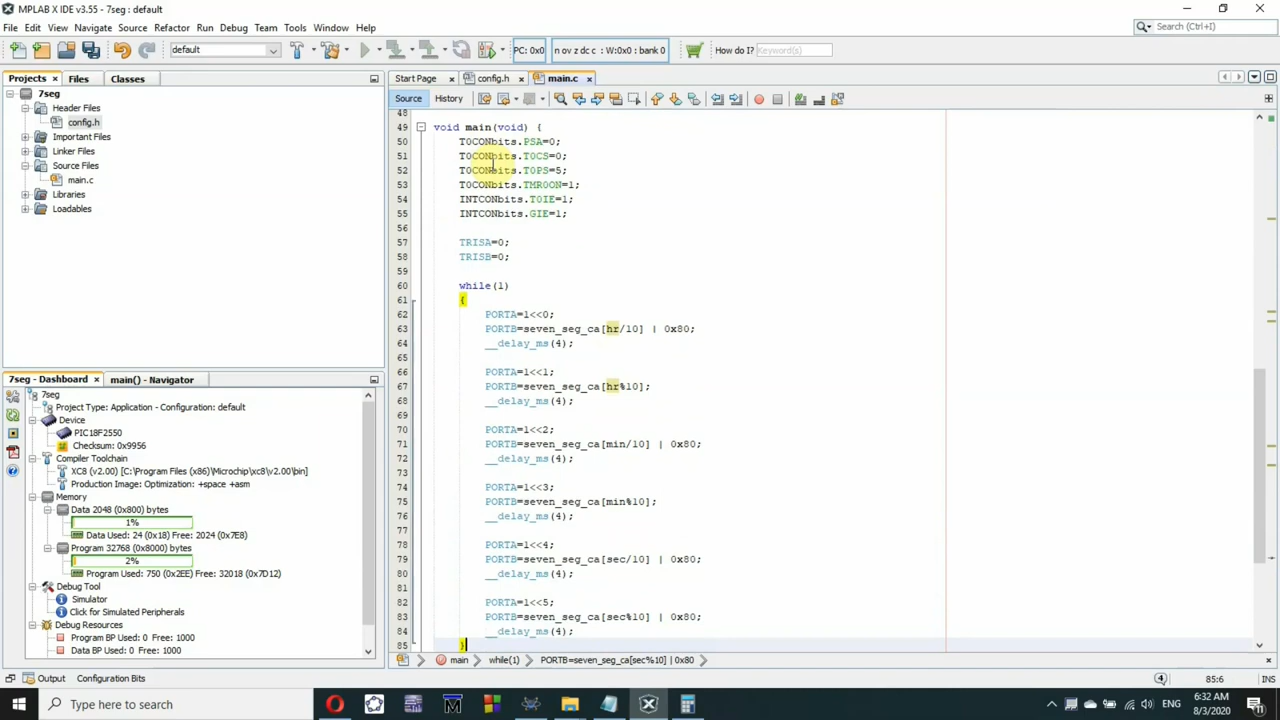 MPLAB X IDE v3.55 - 7seg : default
File Edit View Navigate Source Refactor Run Debug Team Tools Window Help
Search (Ctrl+I)
default
PC: 0x0
n ov z dc c : W:0x0 : bank 0
How do I? Keyword(s)
Projects Files Classes
7seg
Header Files
config.h
Important Files
Linker Files
Source Files
main.c
Libraries
Loadables
7seg - Dashboard main() - Navigator
7seg
Project Type: Application - Configuration: default
Device
PIC18F2550
Checksum: 0x9956
Compiler Toolchain
XC8 (v2.00) [C:\Program Files (x86)\Microchip\xc8\v2.00\bin]
Production Image: Optimization: +space +asm
Memory
Data 2048 (0x800) bytes
1%
Data Used: 24 (0x18) Free: 2024 (0x7E8)
Program 32768 (0x8000) bytes
2%
Program Used: 750 (0x2EE) Free: 32018 (0x7D12)
Debug Tool
Simulator
Click for Simulated Peripherals
Debug Resources
Program BP Used: 0 Free: 1000
Data BP Used: 0 Free: 1000
Start Page config.h main.c
Source History
48
49 void main(void) {
50 T0CONbits.PSA=0;
51 T0CONbits.T0CS=0;
52 T0CONbits.T0PS=5;
53 T0CONbits.TMR0ON=1;
54 INTCONbits.T0IE=1;
55 INTCONbits.GIE=1;
56
57 TRISA=0;
58 TRISB=0;
59
60 while(1)
61 {
62 PORTA=1<<0;
63 PORTB=seven_seg_ca[hr/10] | 0x80;
64 __delay_ms(4);
65
66 PORTA=1<<1;
67 PORTB=seven_seg_ca[hr%10];
68 __delay_ms(4);
69
70 PORTA=1<<2;
71 PORTB=seven_seg_ca[min/10] | 0x80;
72 __delay_ms(4);
73
74 PORTA=1<<3;
75 PORTB=seven_seg_ca[min%10];
76 __delay_ms(4);
77
78 PORTA=1<<4;
79 PORTB=seven_seg_ca[sec/10] | 0x80;
80 __delay_ms(4);
81
82 PORTA=1<<5;
83 PORTB=seven_seg_ca[sec%10] | 0x80;
84 __delay_ms(4);
85 }
main while(1) PORTB=seven_seg_ca[sec%10] | 0x80
Output Configuration Bits
85:6 INS
Type here to search
ENG
6:32 AM
8/3/2020